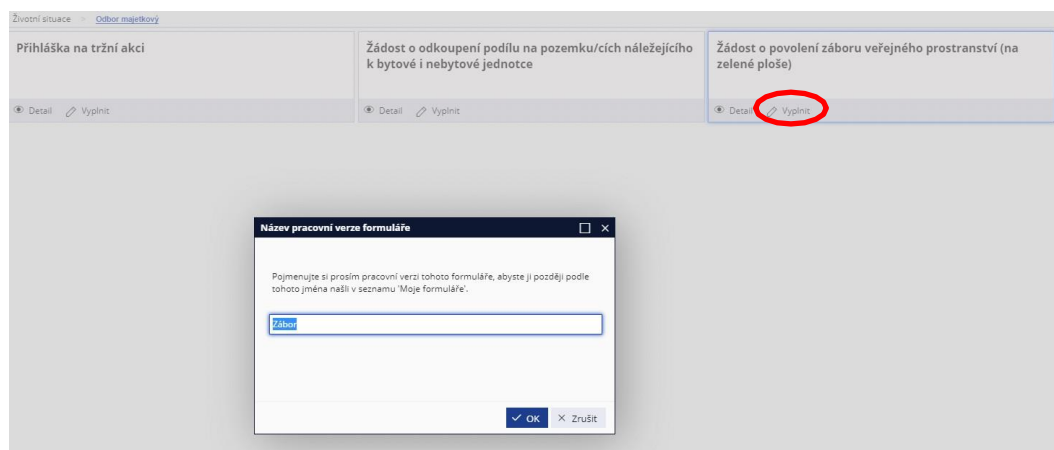 Životní situace > Odbor majetkový
Přihláška na tržní akci
Detail Vyplnit
Žádost o odkoupení podílu na pozemku/cích náležejícího
k bytové i nebytové jednotce
Detail Vyplnit
Žádost o povolení záboru veřejného prostranství (na
zelené ploše)
Detail Vyplnit
Název pracovní verze formuláře
Pojmenujte si prosím pracovní verzi tohoto formuláře, abyste ji později podle
tohoto jména našli v seznamu 'Moje formuláře'.
Zábor
OK Zrušit